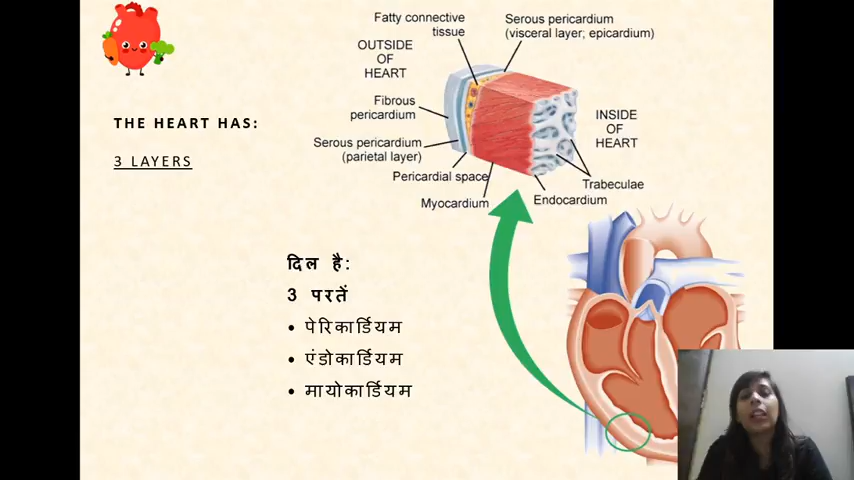 THE HEART HAS:
3 LAYERS
Fatty connective
tissue
Serous pericardium
(visceral layer; epicardium)
OUTSIDE
OF
HEART
Fibrous
pericardium
Serous pericardium
(parietal layer)
Pericardial space
Myocardium
INSIDE
OF
HEART
Trabeculae
Endocardium
दिल है:
3 परतें
• पेरिकार्डियम
• एंडोकार्डियम
• मायोकार्डियम